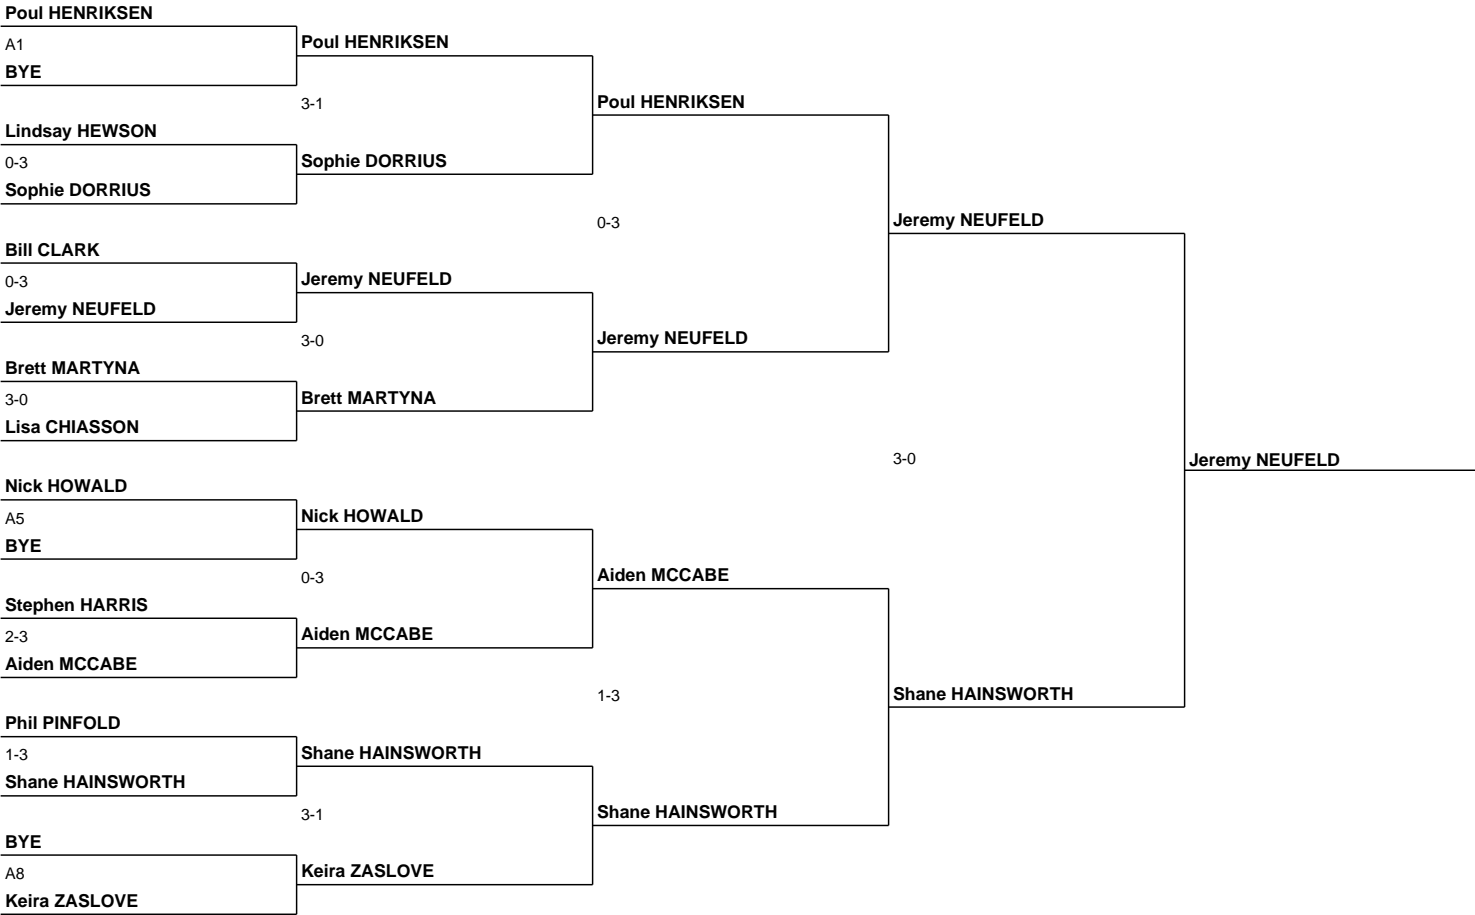 Poul HENRIKSEN
A1
BYE
Lindsay HEWSON
0-3
Sophie DORRIUS
Bill CLARK
0-3
Jeremy NEUFELD
Brett MARTYNA
3-0
Lisa CHIASSON
Nick HOWALD
A5
BYE
Stephen HARRIS
2-3
Aiden MCCABE
Phil PINFOLD
1-3
Shane HAINSWORTH
BYE
A8
Keira ZASLOVE
Poul HENRIKSEN
3-1
Sophie DORRIUS
Jeremy NEUFELD
3-0
Brett MARTYNA
Nick HOWALD
0-3
Aiden MCCABE
Shane HAINSWORTH
3-1
Keira ZASLOVE
Poul HENRIKSEN
0-3
Jeremy NEUFELD
Aiden MCCABE
1-3
Shane HAINSWORTH
Jeremy NEUFELD
3-0
Shane HAINSWORTH
Jeremy NEUFELD